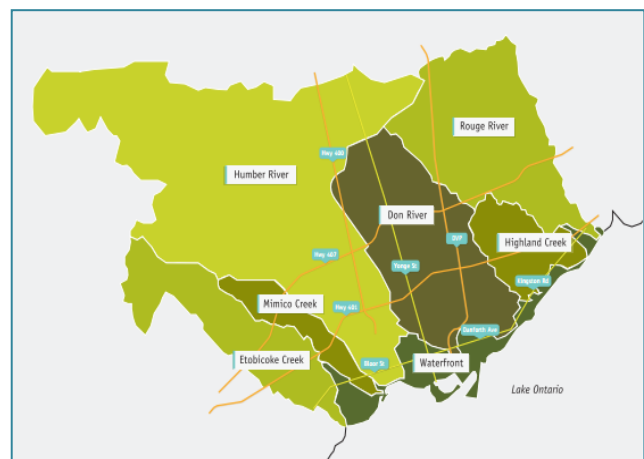 Rouge River
Hwy 400
Humber River
Don River
DVP
Highland Creek
Hwy 407
Yonge St
Kingston Rd
Mimico Creek
Hwy 401
Danforth Ave
Etobicoke Creek
Bloor St
Waterfront
Lake Ontario